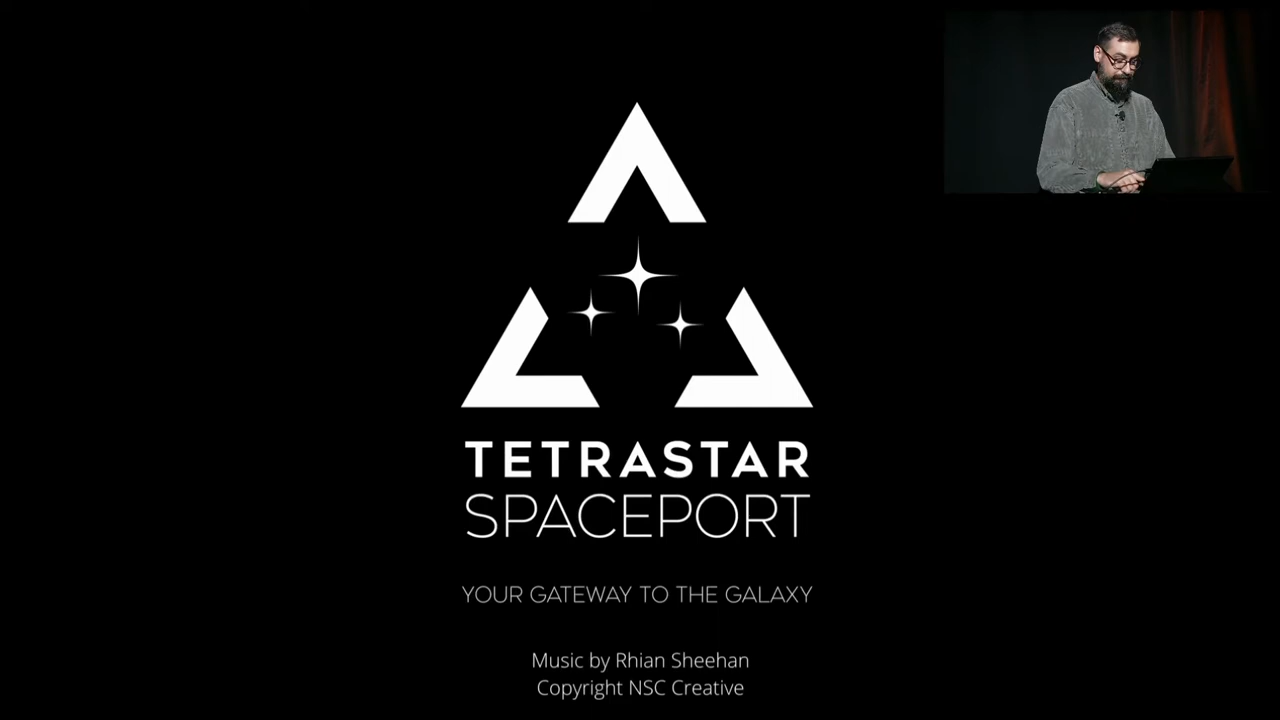 TETRASTAR
SPACEPORT
YOUR GATEWAY TO THE GALAXY
Music by Rhian Sheehan
Copyright NSC Creative